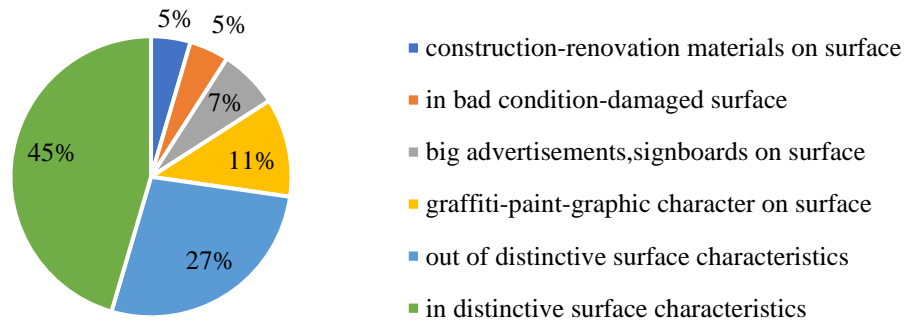 5%
5%
7%
11%
27%
45%
construction-renovation materials on surface
in bad condition-damaged surface
big advertisements,signboards on surface
graffiti-paint-graphic character on surface
out of distinctive surface characteristics
in distinctive surface characteristics